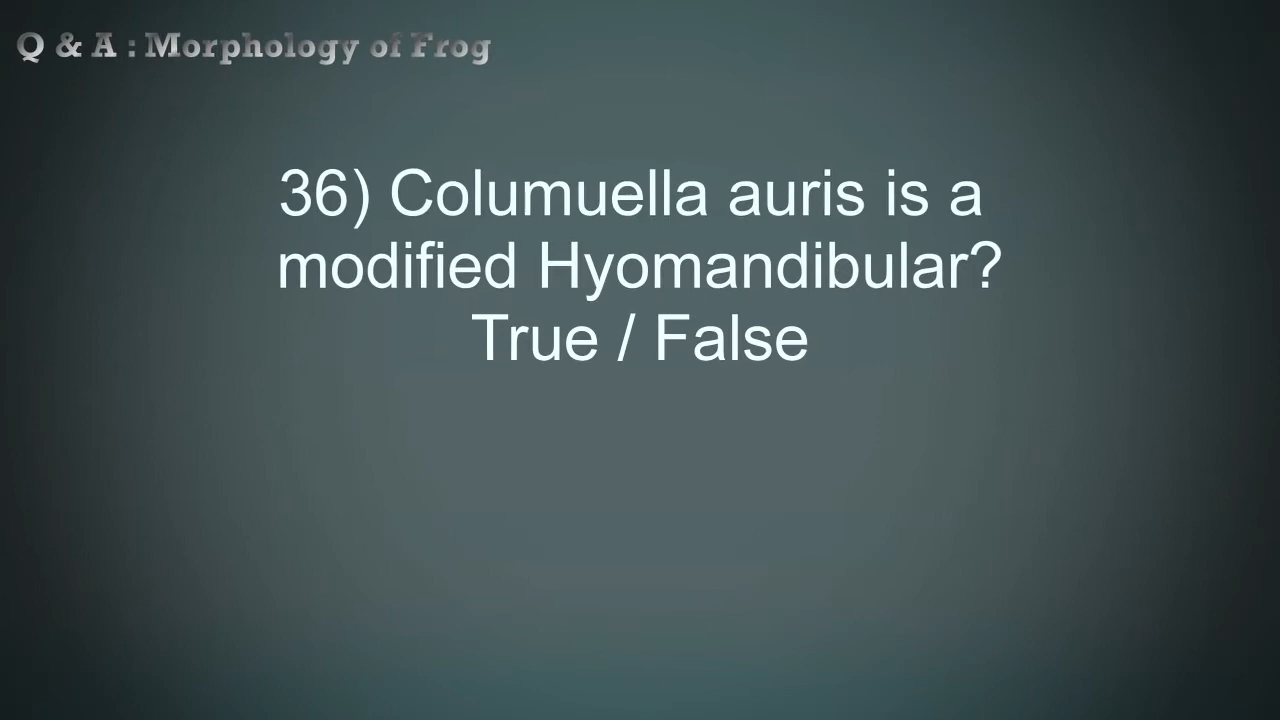 Q & A : Morphology of Frog
36) Columuella auris is a
modified Hyomandibular?
True / False